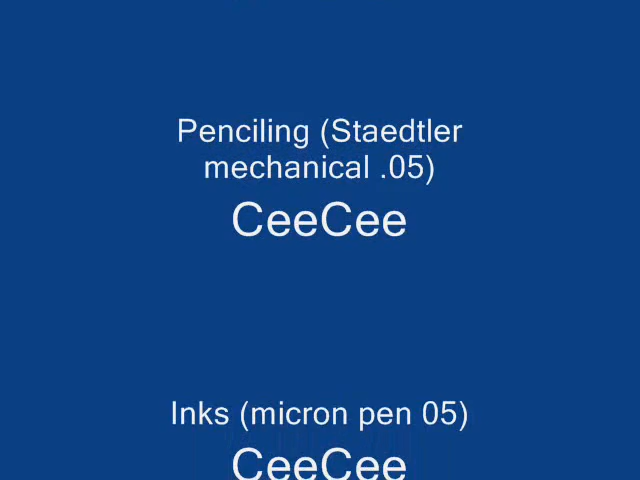 Penciling (Staedtler
mechanical .05)
CeeCee
Inks (micron pen 05)
CeeCee